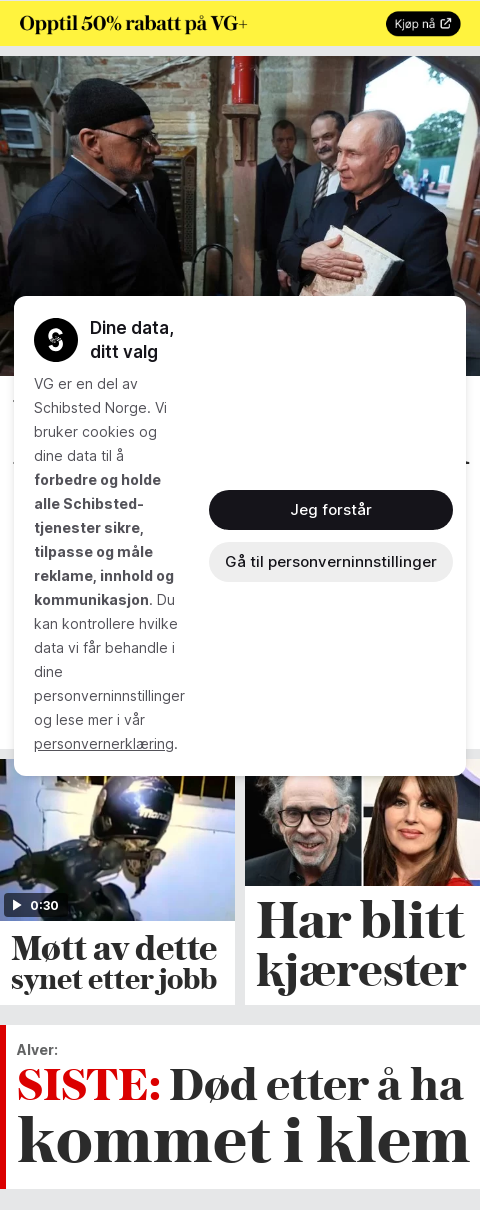 Opptil 50% rabatt på VG+
Kjøp nå
Dine data,
ditt valg
VG er en del av
Schibsted Norge. Vi
bruker cookies og
dine data til å
forbedre og holde
alle Schibsted-
tjenester sikre,
tilpasse og måle
reklame, innhold og
kommunikasjon. Du
kan kontrollere hvilke
data vi får behandle i
dine
personverninnstillinger
og lese mer i vår
personvernerklæring.
Jeg forstår
Gå til personverninnstillinger
0:30
Møtt av dette
synet etter jobb
Har blitt
kjærester
Alver:
SISTE: Død etter å ha
kommet i klem